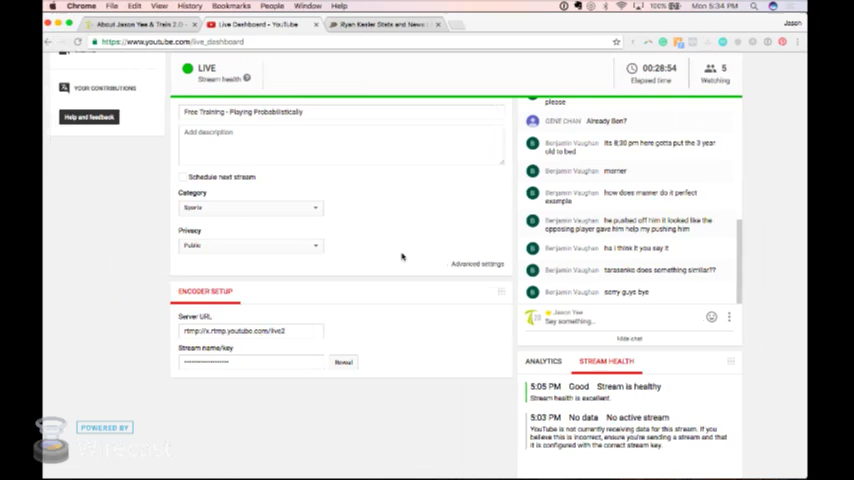 Chrome File Edit View History Bookmarks People Window Help 100% Mon 5:34 PM
About Jason Yee & Train 2.0 - Live Dashboard - YouTube Ryan Kesler Stats and News | Jason
https://www.youtube.com/live_dashboard
LIVE
Stream health
00:28:54
Elapsed time
5
Watching
YOUR CONTRIBUTIONS
Help and feedback
Free Training - Playing Probabilistically
Add description
Schedule next stream
Category
Sports
Privacy
Public
Advanced settings
ENCODER SETUP
Server URL
rtmp://x.rtmp.youtube.com/live2
Stream name/key
Reveal
please
GENE CHAN Already Ben?
Benjamin Vaughan its 8:30 pm here gotta put the 3 year
old to bed
Benjamin Vaughan marner
Benjamin Vaughan how does marner do it perfect
example
Benjamin Vaughan he pushed off him it looked like the
opposing player gave him help my pushing him
Benjamin Vaughan ha i think it you say it
Benjamin Vaughan tarasenko does something similar??
Benjamin Vaughan sorry guys bye
Jason Yee
Say something...
Hide chat
ANALYTICS STREAM HEALTH
5:05 PM Good Stream is healthy
Stream health is excellent.
5:03 PM No data No active stream
YouTube is not currently receiving data for this stream. If you
believe this is incorrect, ensure you're sending a stream and that
it is configured with the correct stream key.
POWERED BY
Wirecast